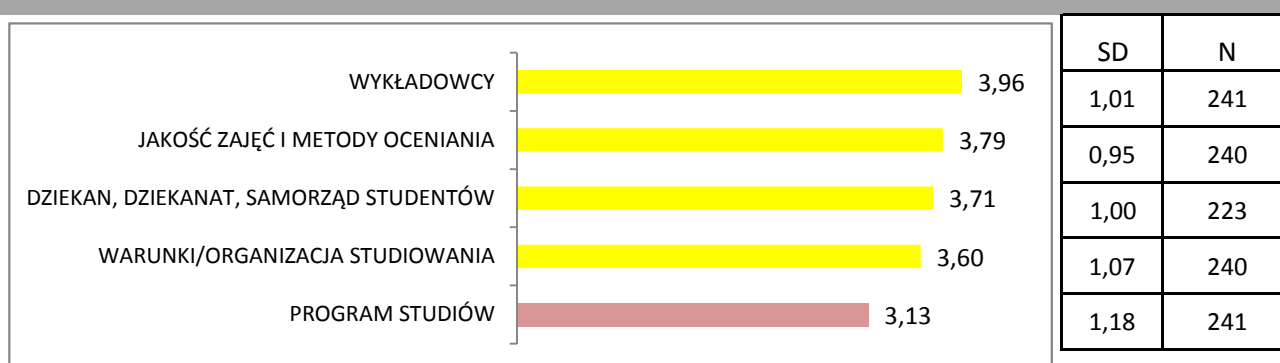 SD N
WYKŁADOWCY 3,96 1,01 241
JAKOŚĆ ZAJĘĆ I METODY OCENIANIA 3,79 0,95 240
DZIEKAN, DZIEKANAT, SAMORZĄD STUDENTÓW 3,71 1,00 223
WARUNKI/ORGANIZACJA STUDIOWANIA 3,60 1,07 240
PROGRAM STUDIÓW 3,13 1,18 241